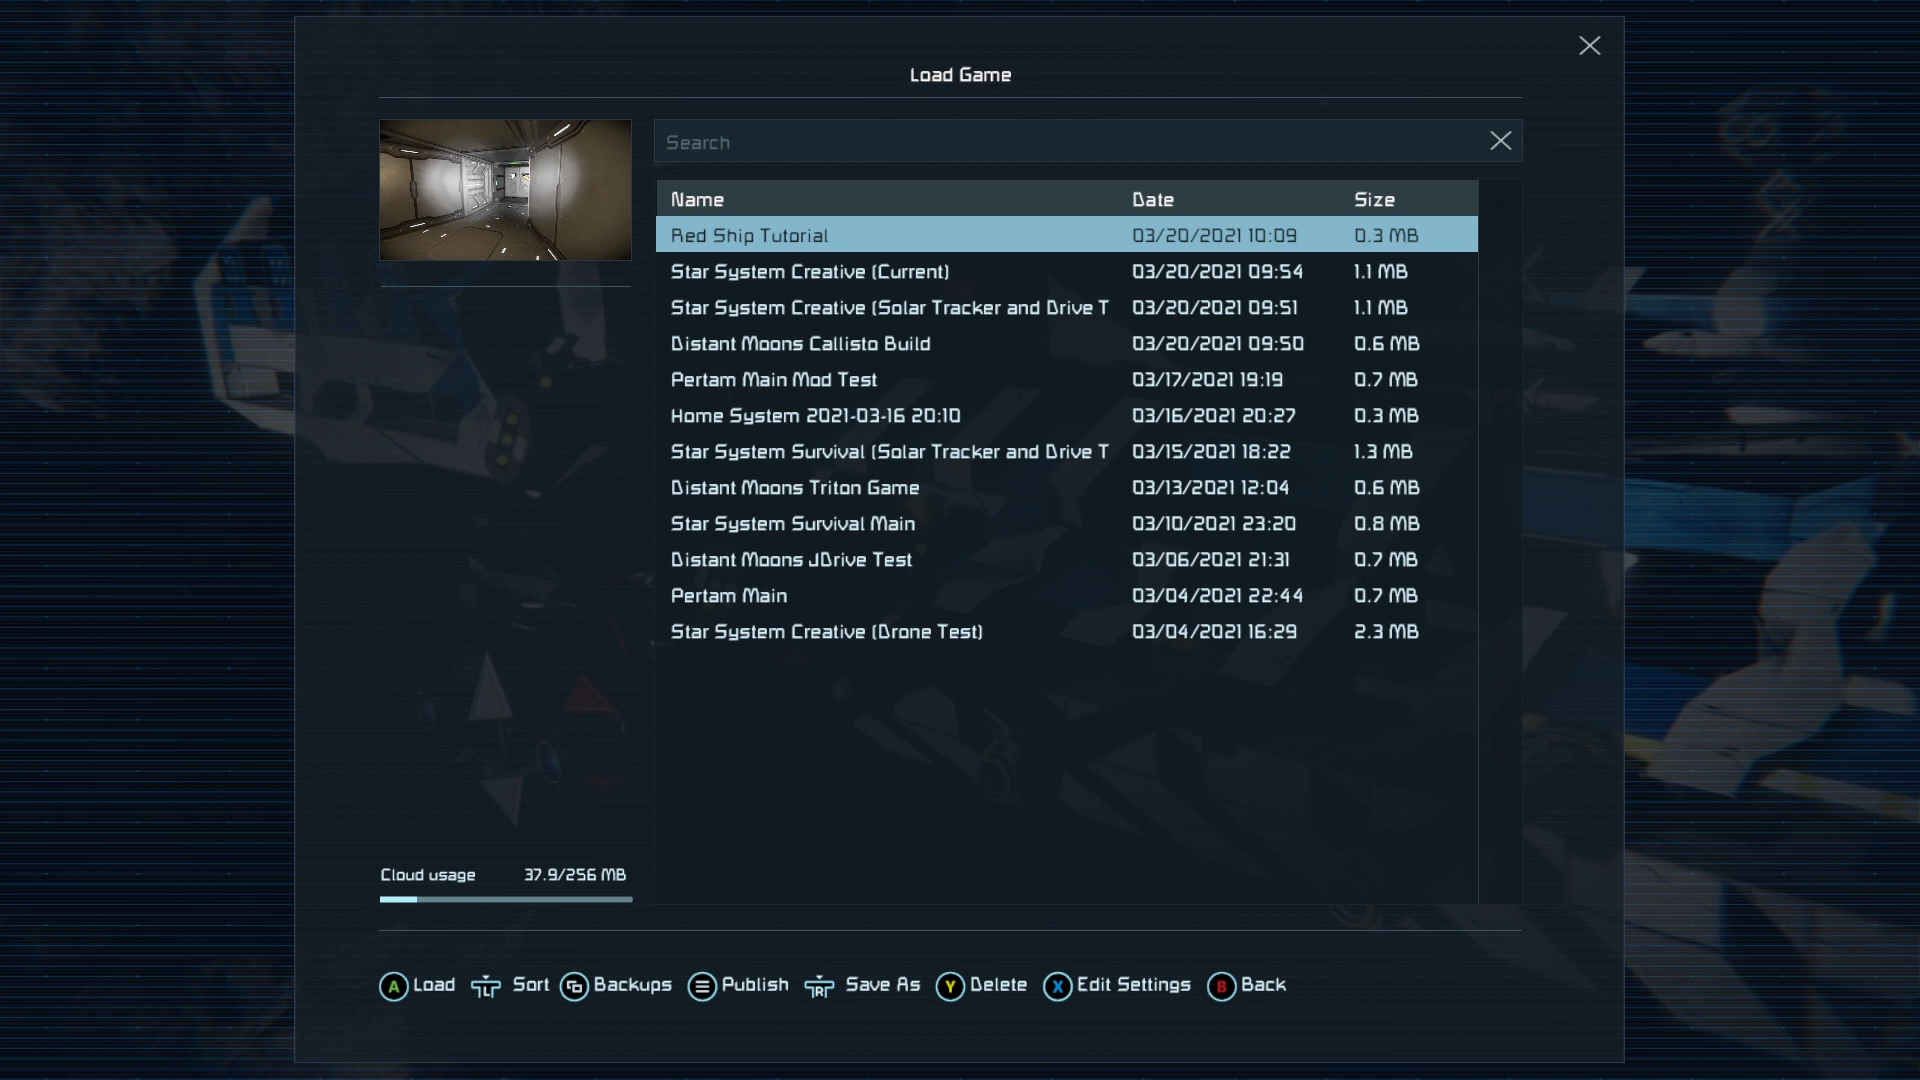 Load Game
Search
Name Date Size
Red Ship Tutorial 03/20/2021 10:09 0.3 MB
Star System Creative (Current) 03/20/2021 09:54 1.1 MB
Star System Creative (Solar Tracker and Drive T 03/20/2021 09:51 1.1 MB
Distant Moons Callisto Build 03/20/2021 09:50 0.6 MB
Pertam Main Mod Test 03/17/2021 19:19 0.7 MB
Home System 2021-03-16 20:10 03/16/2021 20:27 0.3 MB
Star System Survival (Solar Tracker and Drive T 03/15/2021 18:22 1.3 MB
Distant Moons Triton Game 03/13/2021 12:04 0.6 MB
Star System Survival Main 03/10/2021 23:20 0.8 MB
Distant Moons JDrive Test 03/06/2021 21:31 0.7 MB
Pertam Main 03/04/2021 22:44 0.7 MB
Star System Creative (Drone Test) 03/04/2021 16:29 2.3 MB
Cloud usage 37.9/256 MB
A Load LT Sort Backups Publish RT Save As Y Delete X Edit Settings B Back